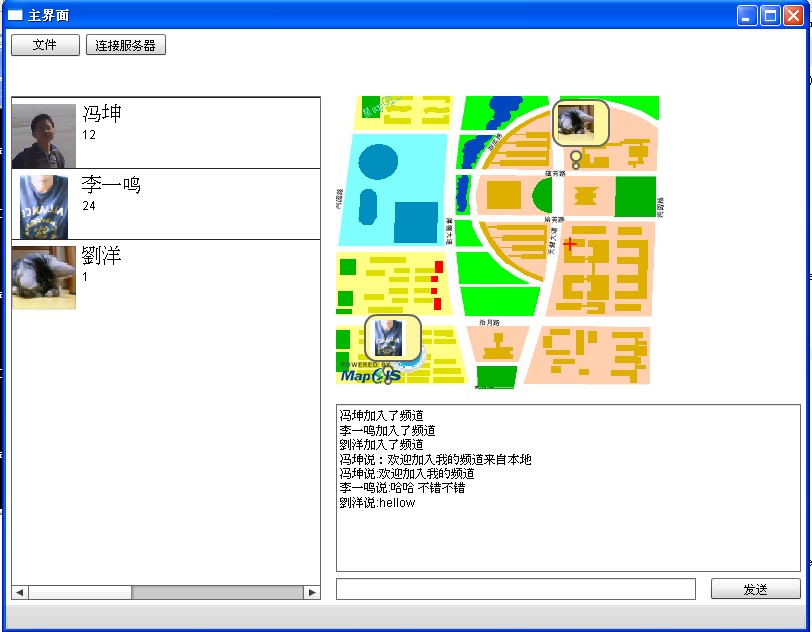 主界面
文件
连接服务器
冯坤
12
李一鸣
24
劉洋
1
拾月路
POWERED BY
MapGIS
冯坤加入了频道
李一鸣加入了频道
劉洋加入了频道
冯坤说：欢迎加入我的频道来自本地
冯坤说:欢迎加入我的频道
李一鸣说:哈哈 不错不错
劉洋说:hellow
发送